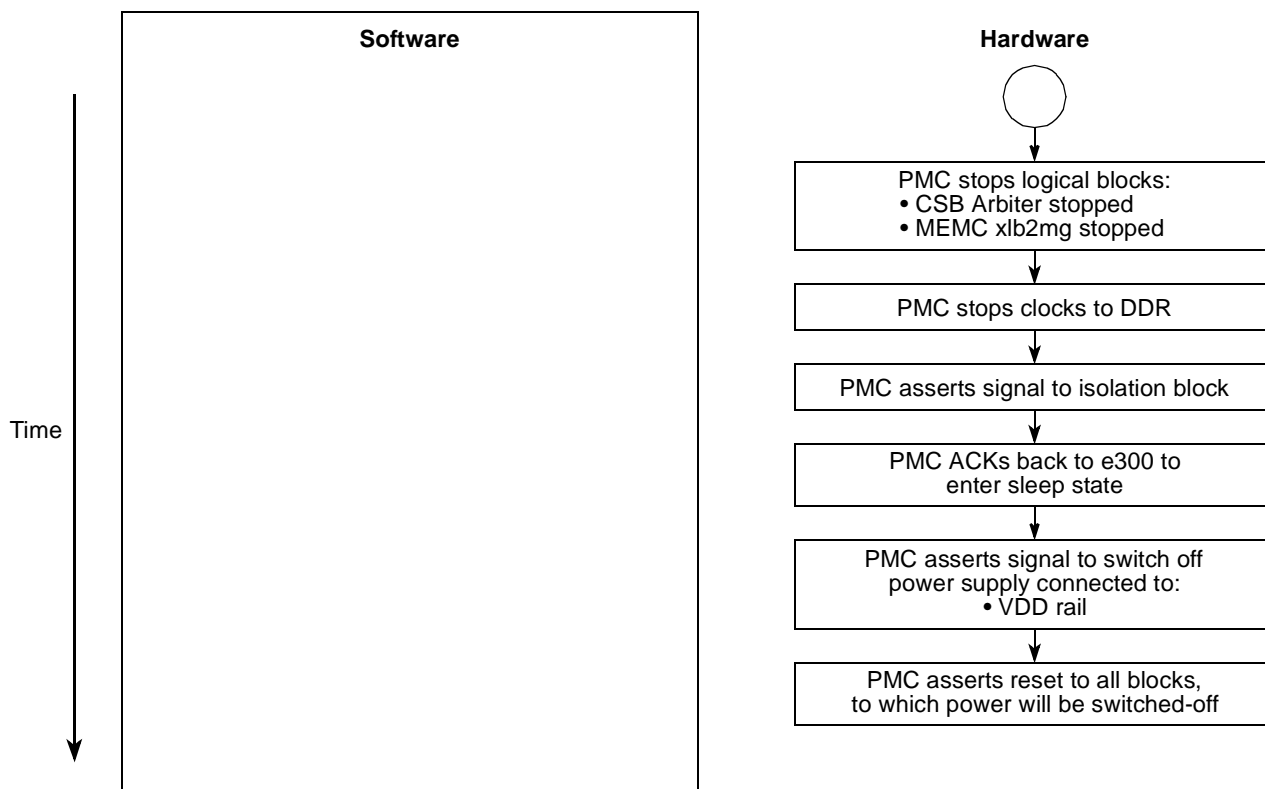 Software
Hardware
Time
PMC stops logical blocks:
• CSB Arbiter stopped
• MEMC xlb2mg stopped
PMC stops clocks to DDR
PMC asserts signal to isolation block
PMC ACKs back to e300 to
enter sleep state
PMC asserts signal to switch off
power supply connected to:
• VDD rail
PMC asserts reset to all blocks,
to which power will be switched-off